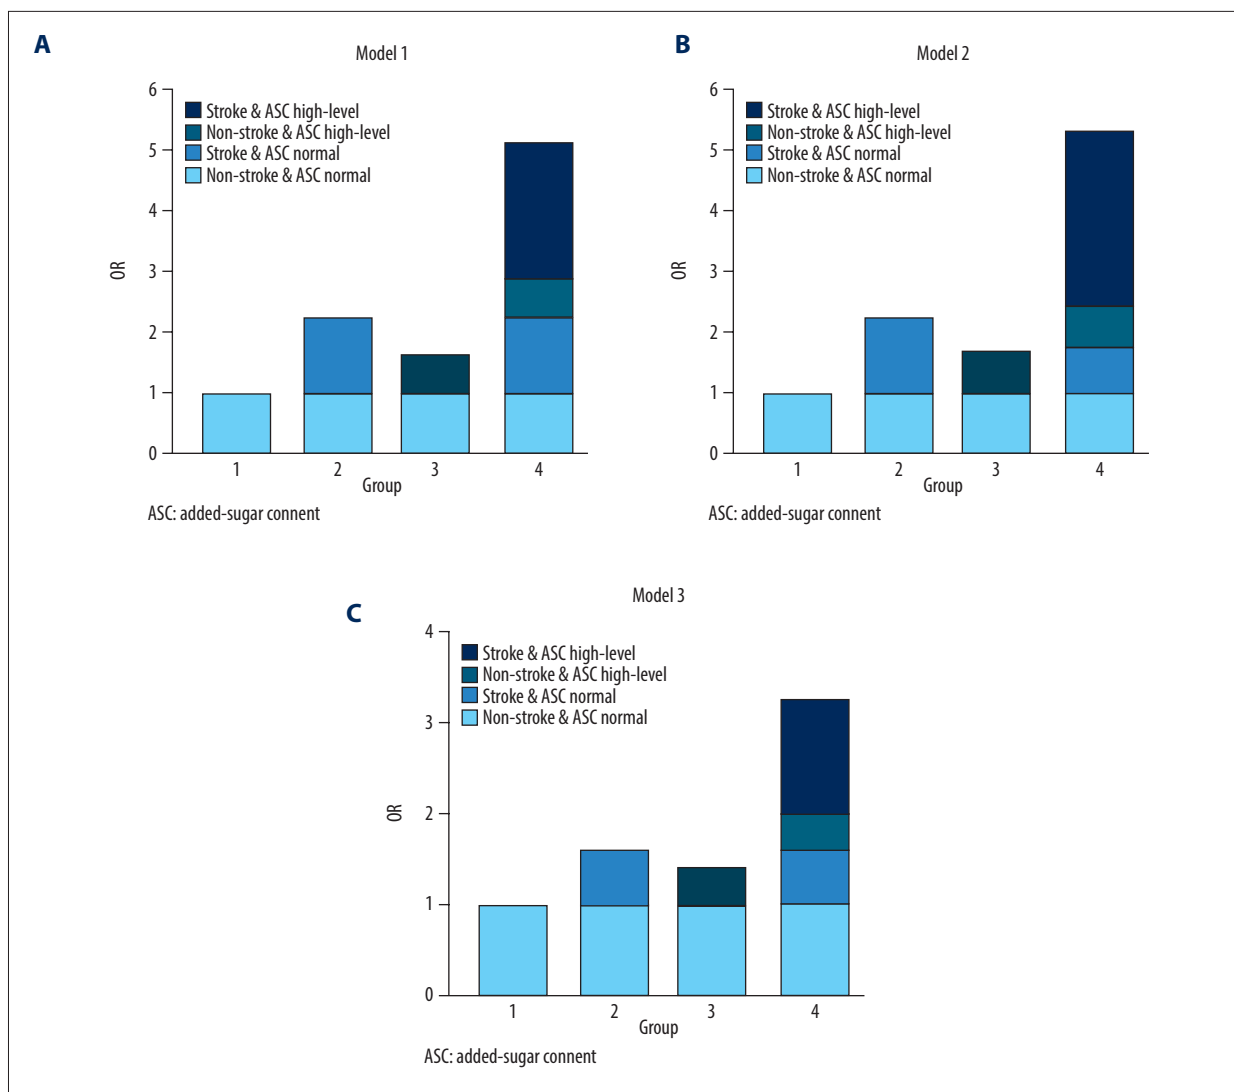 A
Model 1
6
5
4
3
2
1
0
OR
Stroke & ASC high-level
Non-stroke & ASC high-level
Stroke & ASC normal
Non-stroke & ASC normal
1 2 3 4
Group
ASC: added-sugar connent
B
Model 2
6
5
4
3
2
1
0
OR
Stroke & ASC high-level
Non-stroke & ASC high-level
Stroke & ASC normal
Non-stroke & ASC normal
1 2 3 4
Group
ASC: added-sugar connent
C
Model 3
4
3
2
1
0
OR
Stroke & ASC high-level
Non-stroke & ASC high-level
Stroke & ASC normal
Non-stroke & ASC normal
1 2 3 4
Group
ASC: added-sugar connent